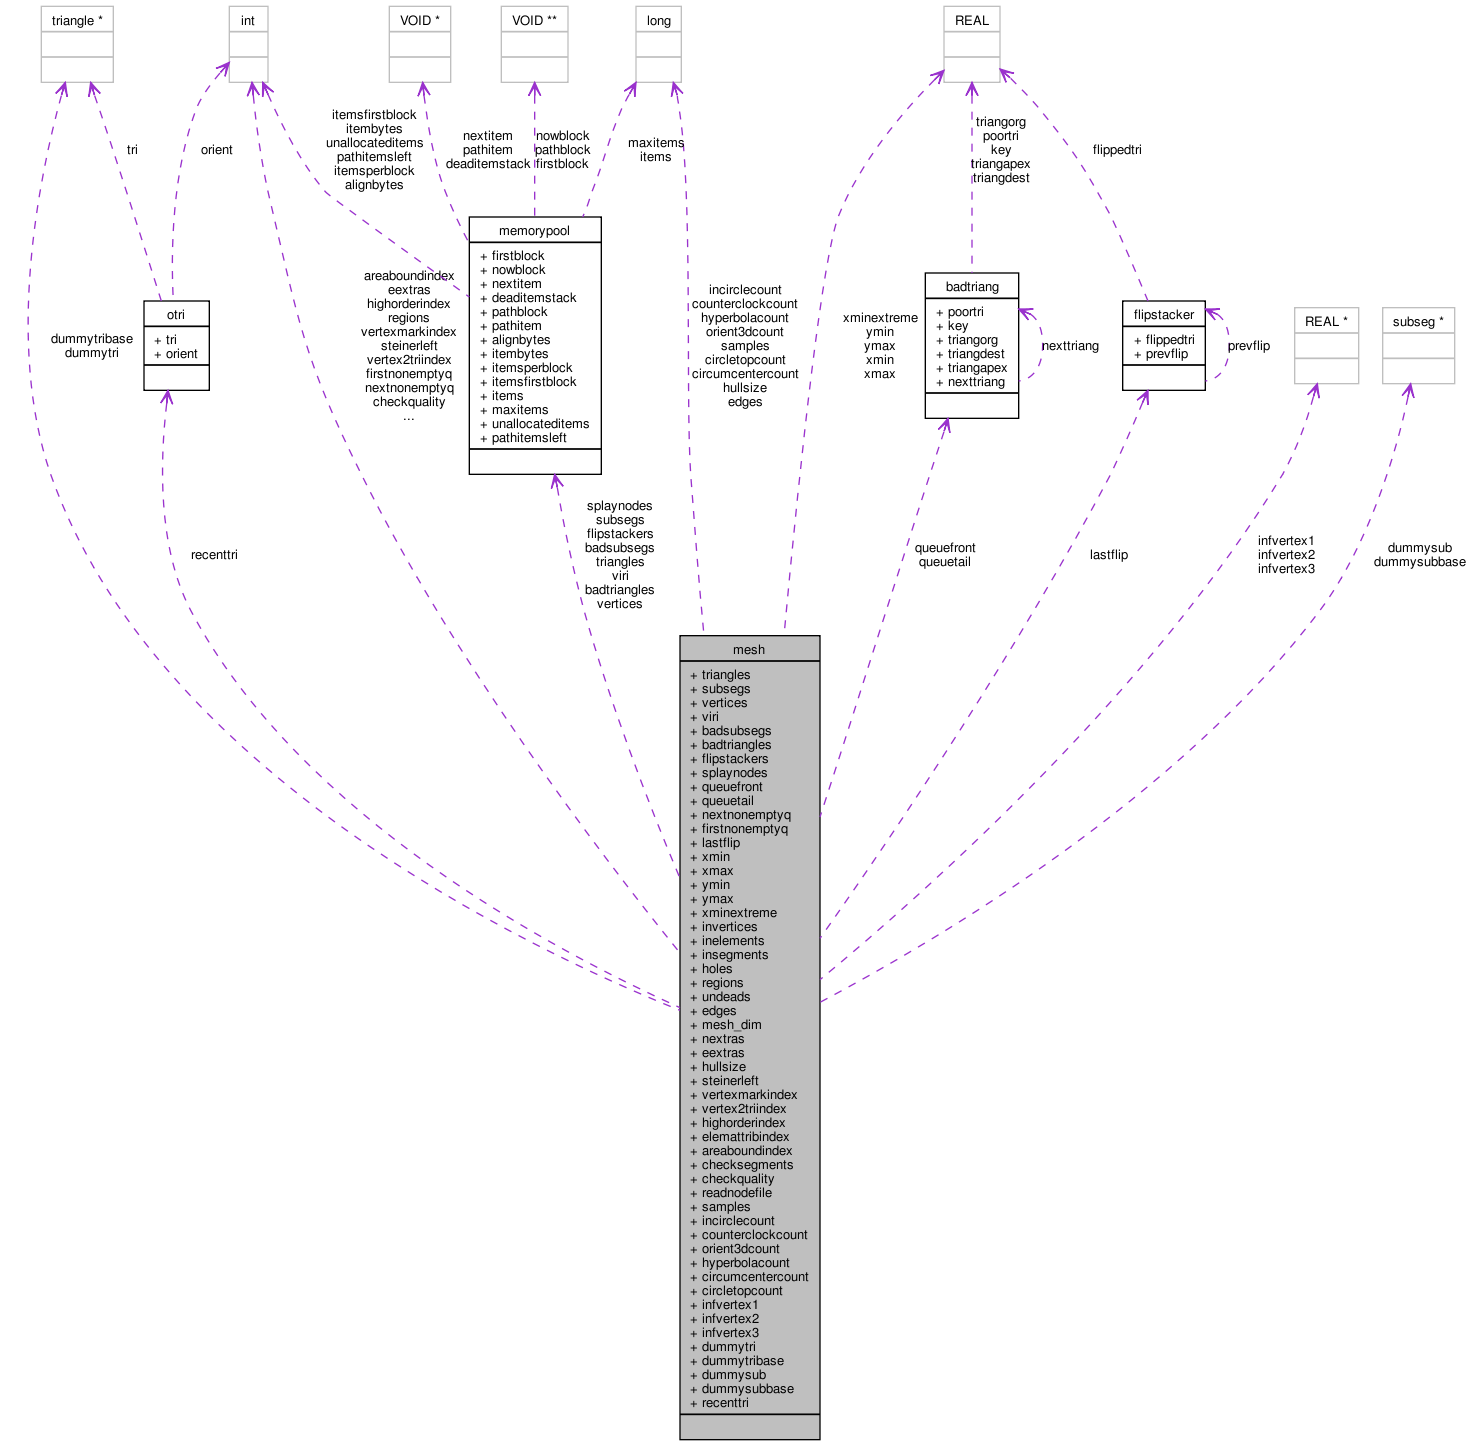 triangle *
int
VOID *
VOID **
long
REAL
tri
orient
itemsfirstblock
itembytes
unallocateditems
pathitemsleft
itemsperblock
alignbytes
nextitem
pathitem
deaditemstack
nowblock
pathblock
firstblock
maxitems
items
triangorg
poortri
key
triangapex
triangdest
flippedtri
memorypool
+ firstblock
+ nowblock
+ nextitem
+ deaditemstack
+ pathblock
+ pathitem
+ alignbytes
+ itembytes
+ itemsperblock
+ itemsfirstblock
+ items
+ maxitems
+ unallocateditems
+ pathitemsleft
dummytribase
dummytri
otri
+ tri
+ orient
areaboundindex
eextras
highorderindex
regions
vertexmarkindex
steinerleft
vertex2triindex
firstnonemptyq
nextnonemptyq
checkquality
...
incirclecount
counterclockcount
hyperbolacount
orient3dcount
samples
circletopcount
circumcentercount
hullsize
edges
xminextreme
ymin
ymax
xmin
xmax
badtriang
+ poortri
+ key
+ triangorg
+ triangdest
+ triangapex
+ nexttriang
nexttriang
flipstacker
+ flippedtri
+ prevflip
prevflip
REAL *
subseg *
recenttri
splaynodes
subsegs
flipstackers
badsubsegs
triangles
viri
badtriangles
vertices
queuefront
queuetail
lastflip
infvertex1
infvertex2
infvertex3
dummysub
dummysubbase
mesh
+ triangles
+ subsegs
+ vertices
+ viri
+ badsubsegs
+ badtriangles
+ flipstackers
+ splaynodes
+ queuefront
+ queuetail
+ nextnonemptyq
+ firstnonemptyq
+ lastflip
+ xmin
+ xmax
+ ymin
+ ymax
+ xminextreme
+ invertices
+ inelements
+ insegments
+ holes
+ regions
+ undeads
+ edges
+ mesh_dim
+ nextras
+ eextras
+ hullsize
+ steinerleft
+ vertexmarkindex
+ vertex2triindex
+ highorderindex
+ elemattribindex
+ areaboundindex
+ checksegments
+ checkquality
+ readnodefile
+ samples
+ incirclecount
+ counterclockcount
+ orient3dcount
+ hyperbolacount
+ circumcentercount
+ circletopcount
+ infvertex1
+ infvertex2
+ infvertex3
+ dummytri
+ dummytribase
+ dummysub
+ dummysubbase
+ recenttri